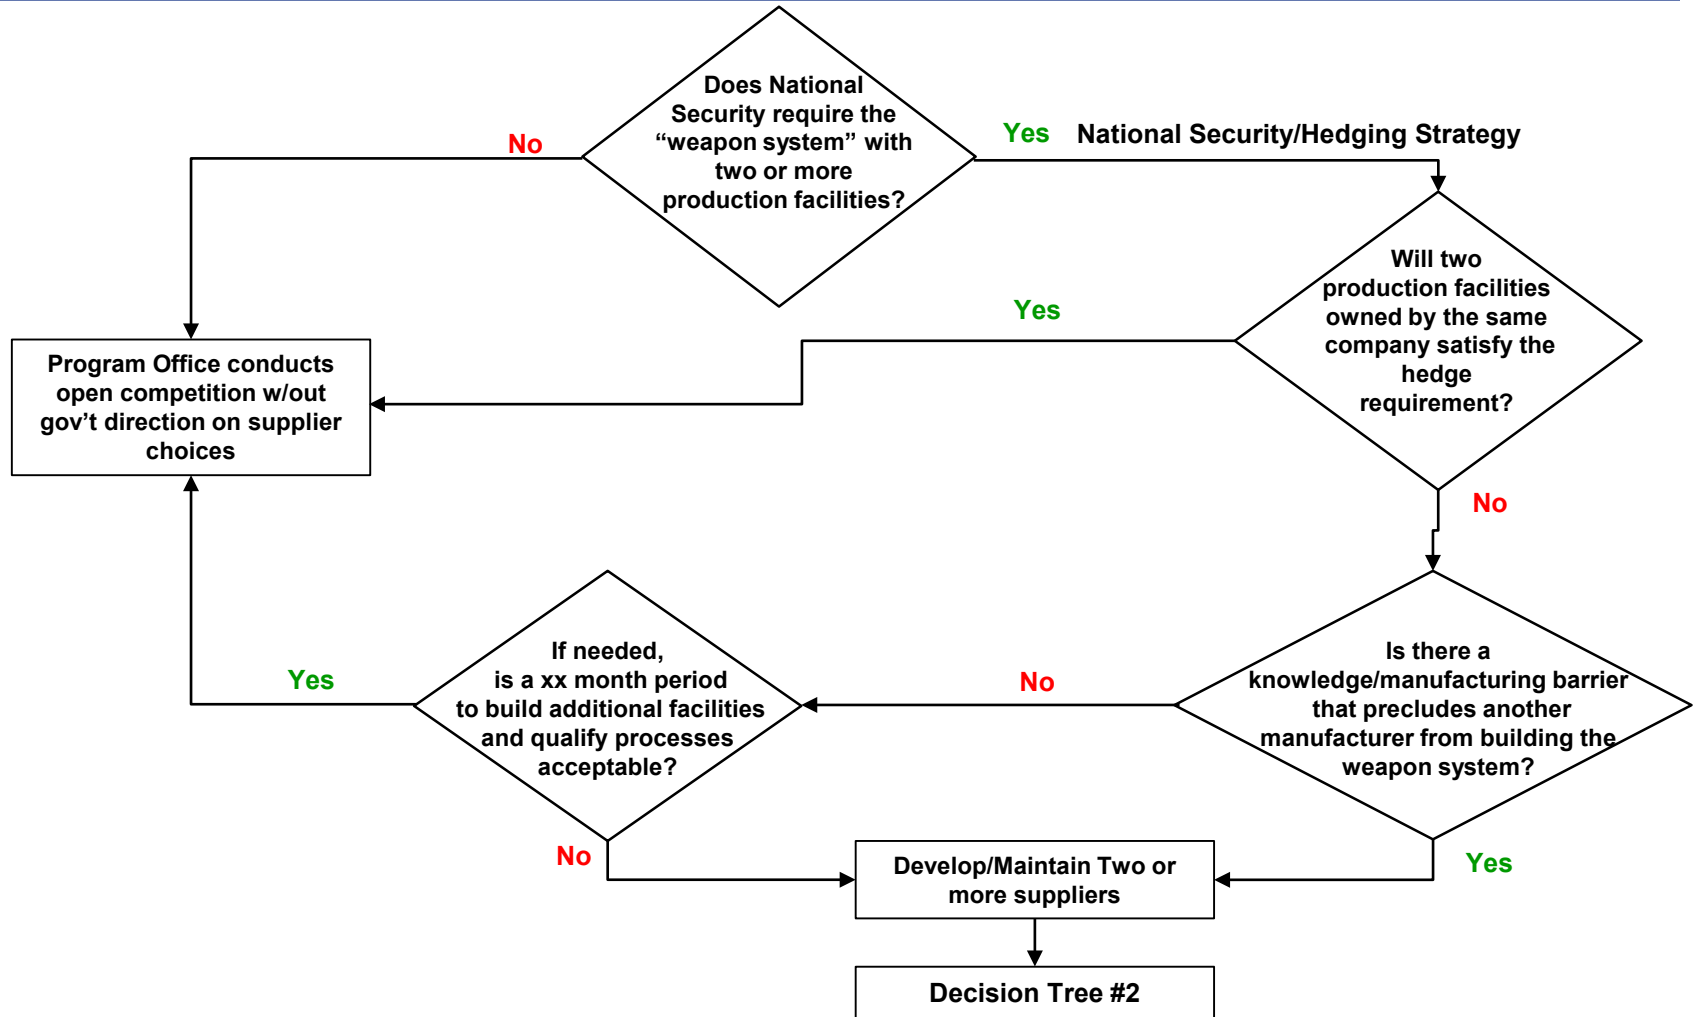 Does National
Security require the
“weapon system” with
two or more
production facilities?
No
Yes National Security/Hedging Strategy
Will two
production facilities
owned by the same
company satisfy the
hedge
requirement?
Yes
Program Office conducts
open competition w/out
gov’t direction on supplier
choices
No
If needed,
is a xx month period
to build additional facilities
and qualify processes
acceptable?
Yes
No
Is there a
knowledge/manufacturing barrier
that precludes another
manufacturer from building the
weapon system?
No
Yes
Develop/Maintain Two or
more suppliers
Decision Tree #2